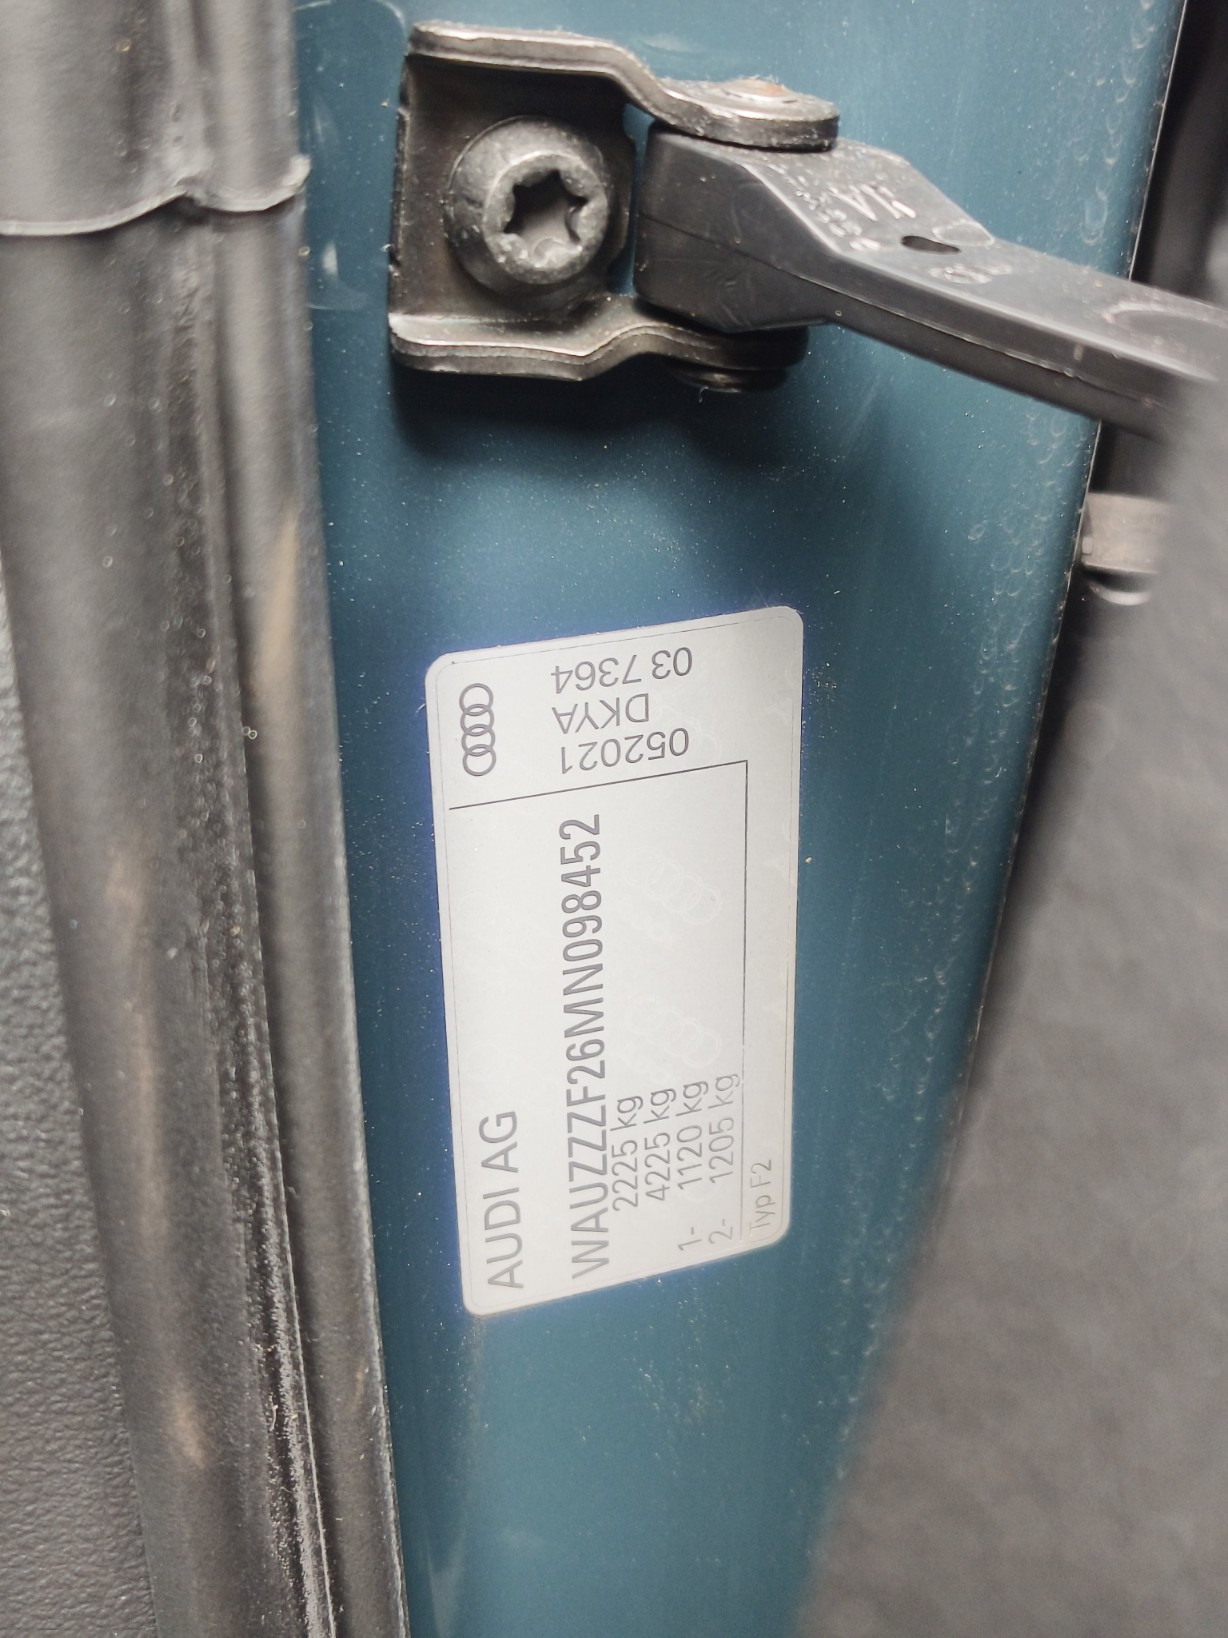 AUDI AG
WAUZZZF26MN098452
2225 kg
4225 kg
1- 1120 kg
2- 1205 kg
Typ F2
052021
DKYA
03 7364